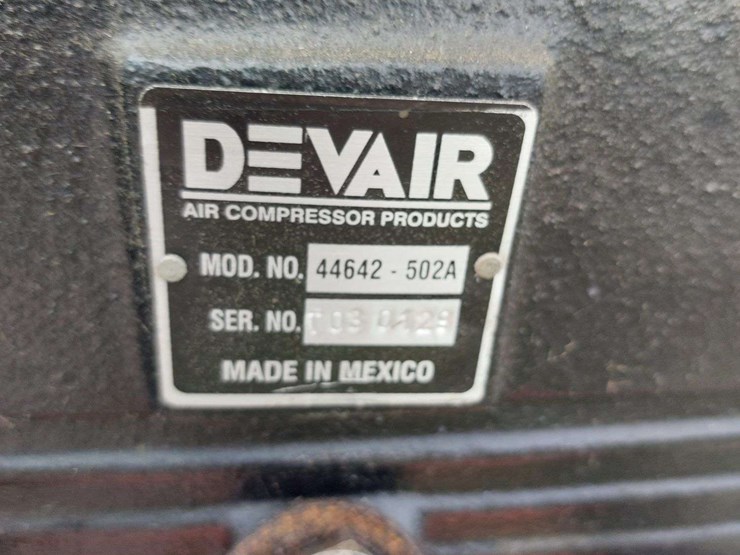 DEVAIR
AIR COMPRESSOR PRODUCTS
MOD. NO. 44642 - 502A
SER. NO.
MADE IN MEXICO